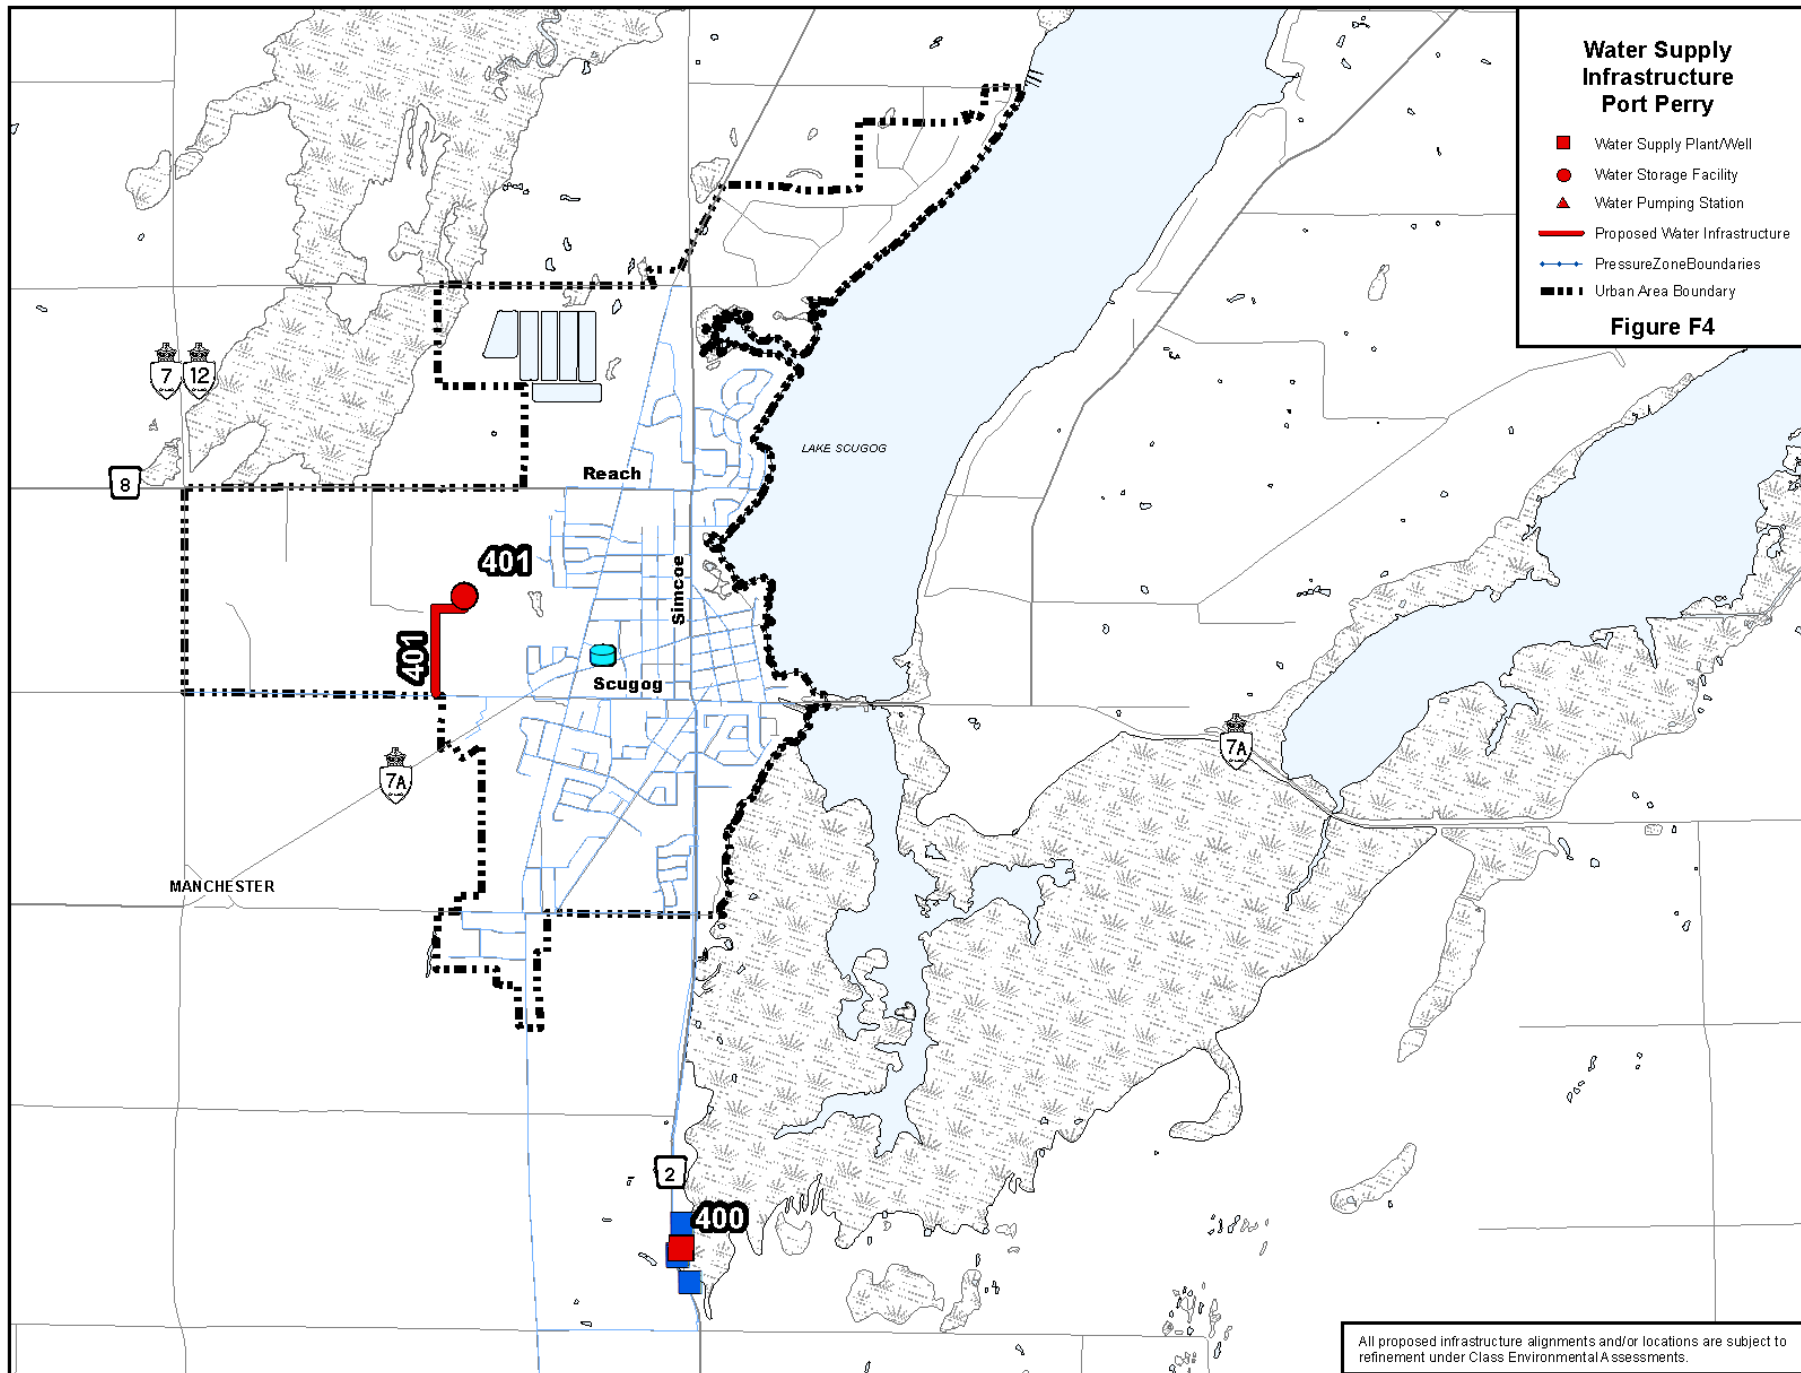 Water Supply
Infrastructure
Port Perry
Water Supply Plant/Well
Water Storage Facility
Water Pumping Station
Proposed Water Infrastructure
PressureZoneBoundaries
Urban Area Boundary
Figure F4
7
12
8
Reach
LAKE SCUGOG
401
Simcoe
401
Scugog
7A
7A
MANCHESTER
2
400
All proposed infrastructure alignments and/or locations are subject to
refinement under Class Environmental Assessments.